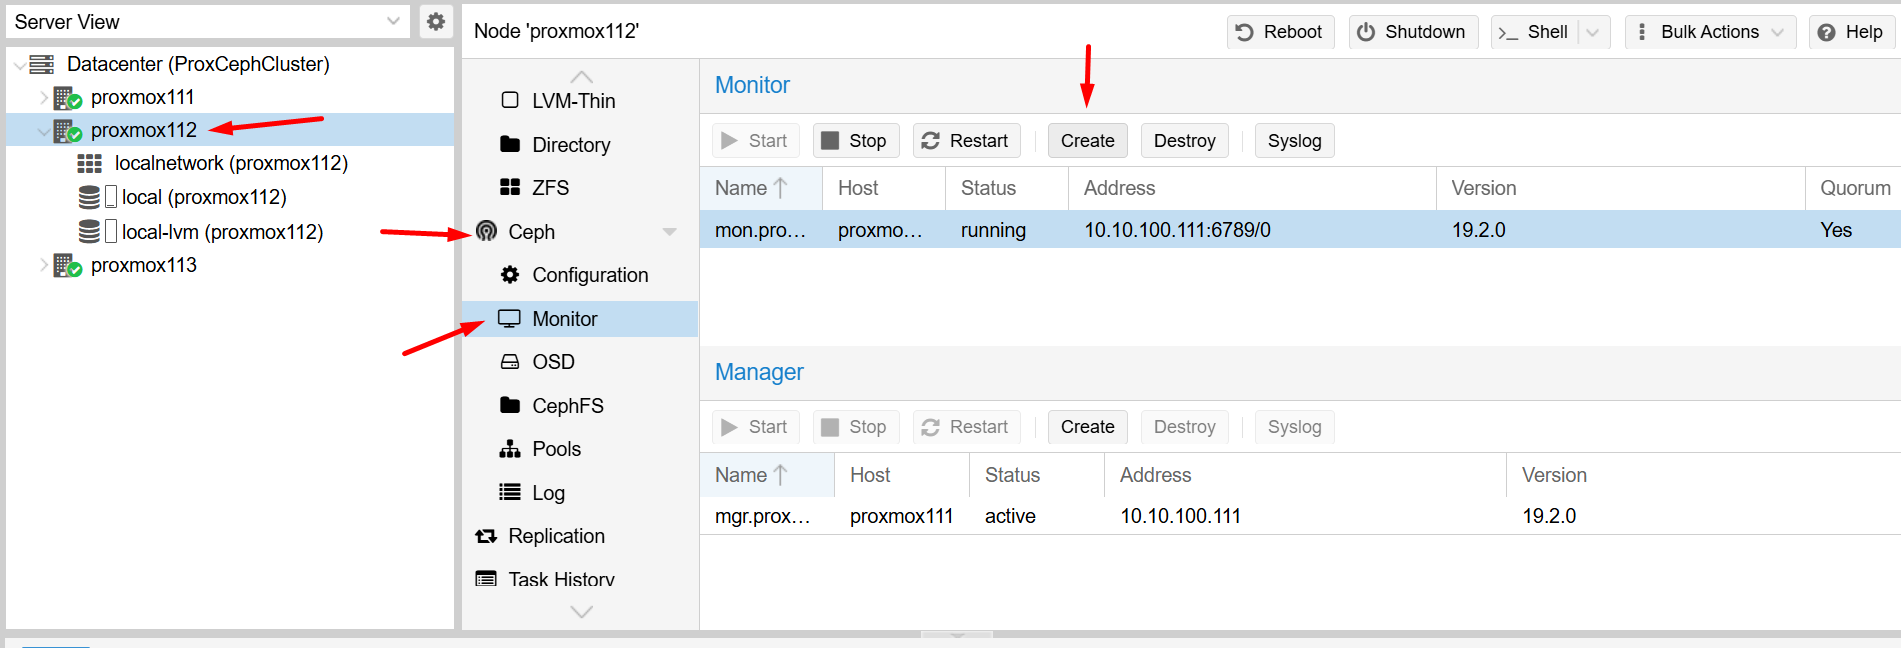 Server View
Datacenter (ProxCephCluster)
proxmox111
proxmox112
localnetwork (proxmox112)
local (proxmox112)
local-lvm (proxmox112)
proxmox113
Node 'proxmox112'
Reboot
Shutdown
Shell
Bulk Actions
Help
LVM-Thin
Directory
ZFS
Ceph
Configuration
Monitor
OSD
CephFS
Pools
Log
Replication
Task History
Monitor
Start Stop Restart Create Destroy Syslog
Name Host Status Address Version Quorum
mon.pro... proxmo... running 10.10.100.111:6789/0 19.2.0 Yes
Manager
Start Stop Restart Create Destroy Syslog
Name Host Status Address Version
mgr.prox... proxmox111 active 10.10.100.111 19.2.0